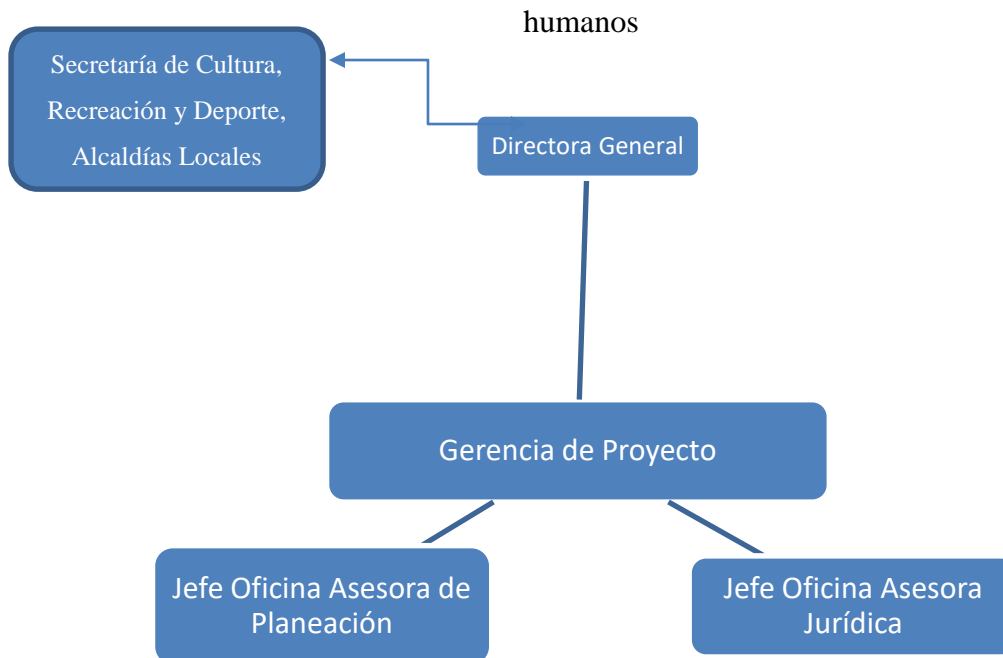 humanos
Secretaría de Cultura,
Recreación y Deporte,
Alcaldías Locales
Directora General
Gerencia de Proyecto
Jefe Oficina Asesora de
Planeación
Jefe Oficina Asesora
Jurídica